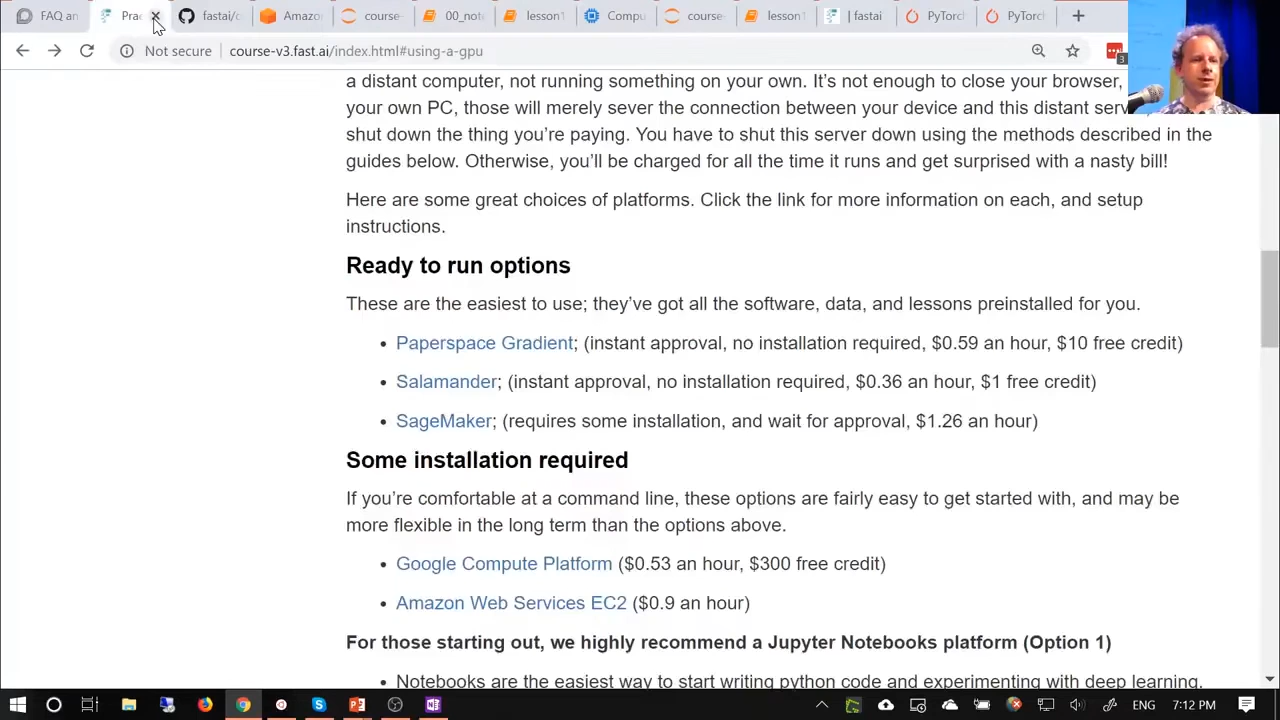 FAQ an
Prac
fastai/c
Amazo
course-
00_note
lesson1
Compu
course-
lesson
| fastai
PyTorc
PyTorc
Not secure
course-v3.fast.ai/index.html#using-a-gpu
3
a distant computer, not running something on your own. It’s not enough to close your browser,
your own PC, those will merely sever the connection between your device and this distant serv
shut down the thing you’re paying. You have to shut this server down using the methods described in the
guides below. Otherwise, you’ll be charged for all the time it runs and get surprised with a nasty bill!
Here are some great choices of platforms. Click the link for more information on each, and setup
instructions.
Ready to run options
These are the easiest to use; they’ve got all the software, data, and lessons preinstalled for you.
• Paperspace Gradient; (instant approval, no installation required, $0.59 an hour, $10 free credit)
• Salamander; (instant approval, no installation required, $0.36 an hour, $1 free credit)
• SageMaker; (requires some installation, and wait for approval, $1.26 an hour)
Some installation required
If you’re comfortable at a command line, these options are fairly easy to get started with, and may be
more flexible in the long term than the options above.
• Google Compute Platform ($0.53 an hour, $300 free credit)
• Amazon Web Services EC2 ($0.9 an hour)
For those starting out, we highly recommend a Jupyter Notebooks platform (Option 1)
• Notebooks are the easiest way to start writing python code and experimenting with deep learning.
ENG
7:12 PM